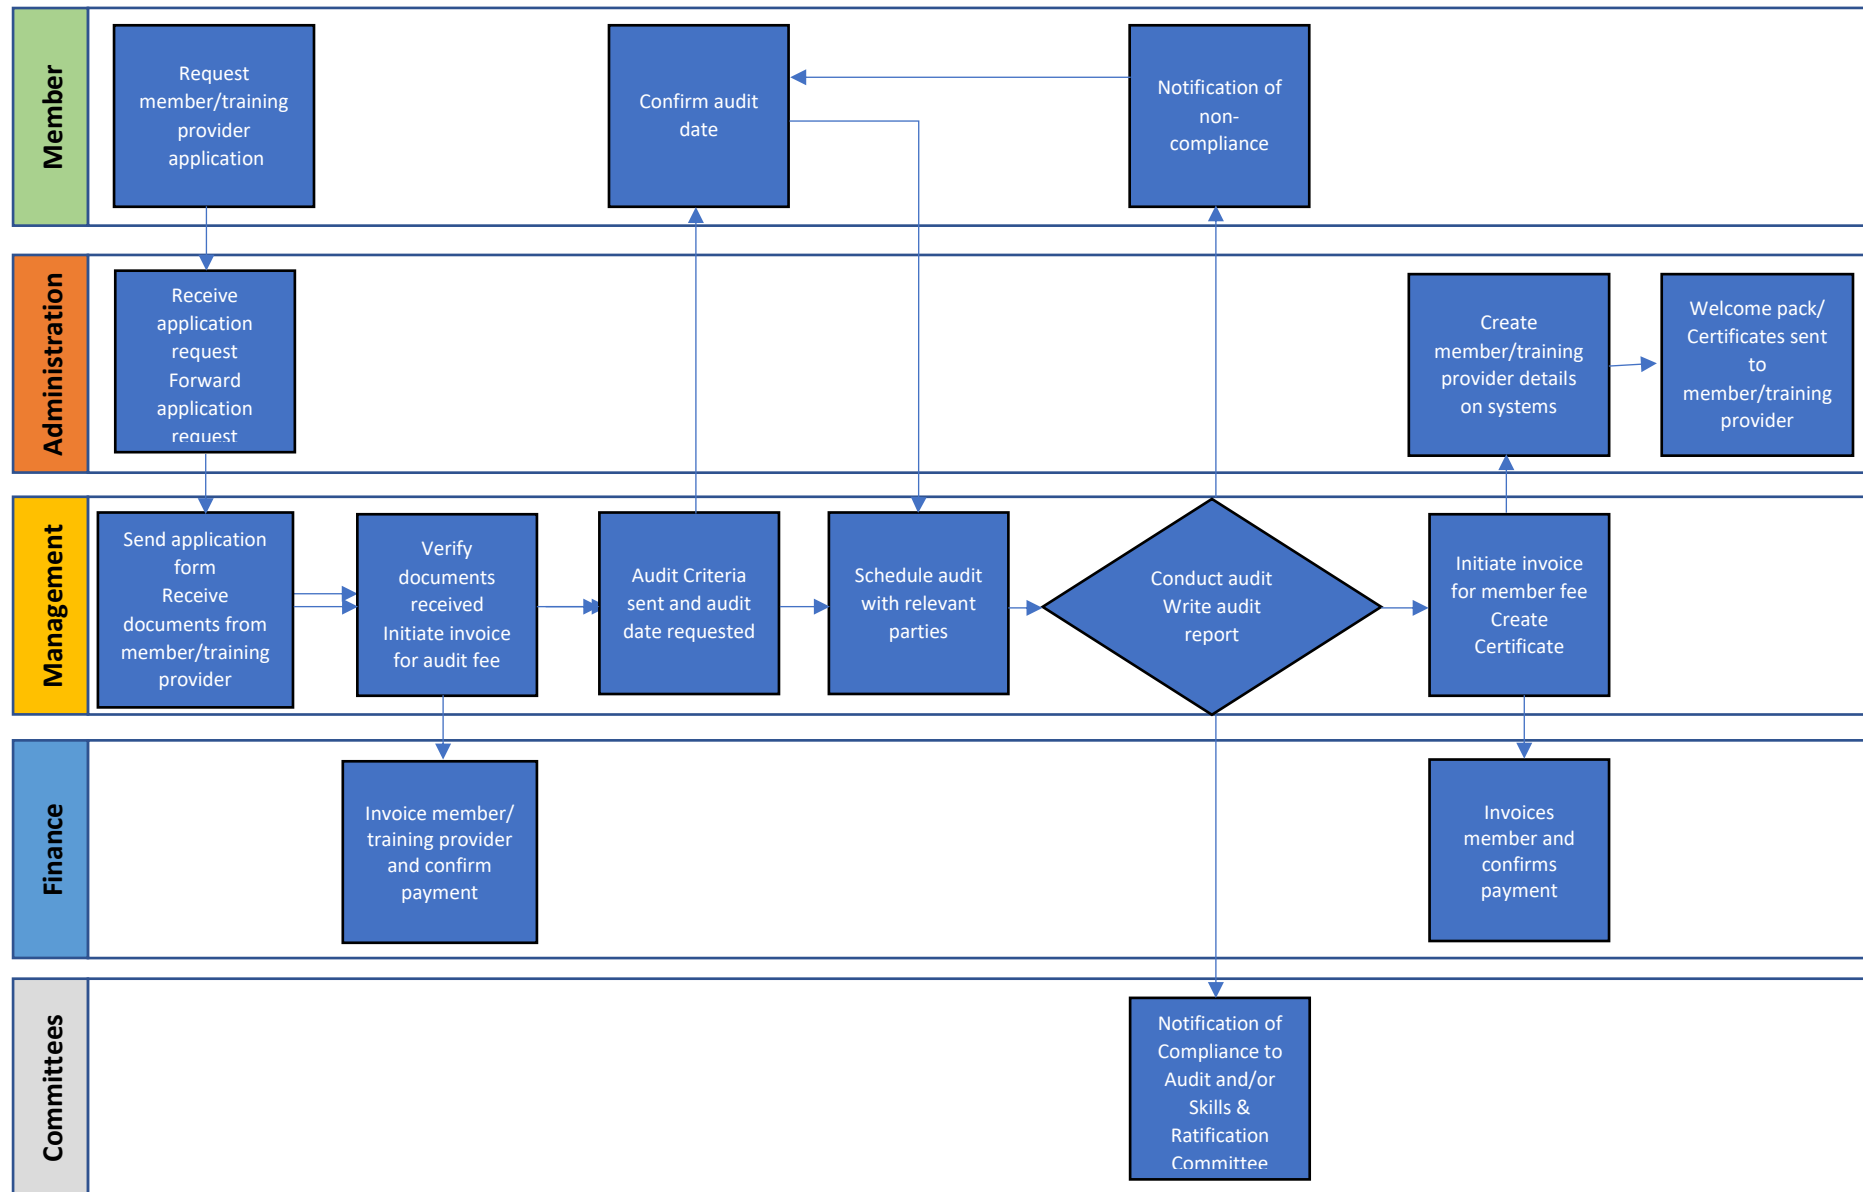 Member
Request
member/training
provider
application
Confirm audit
date
Notification of
non-
compliance
Administration
Receive
application
request
Forward
application
request
Create
member/training
provider details
on systems
Welcome pack/
Certificates sent
to
member/training
provider
Management
Send application
form
Receive
documents from
member/training
provider
Verify
documents
received
Initiate invoice
for audit fee
Audit Criteria
sent and audit
date requested
Schedule audit
with relevant
parties
Conduct audit
Write audit
report
Initiate invoice
for member fee
Create
Certificate
Finance
Invoice member/
training provider
and confirm
payment
Invoices
member and
confirms
payment
Committees
Notification of
Compliance to
Audit and/or
Skills &
Ratification
Committee